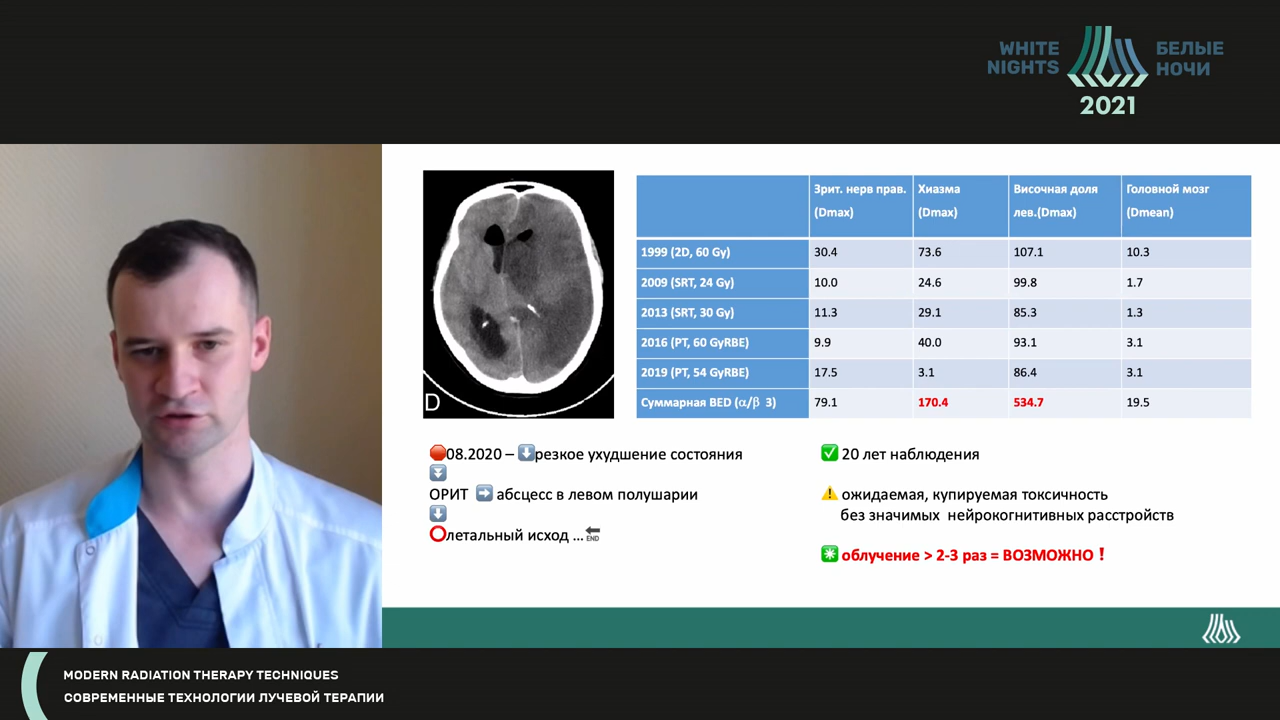 WHITE NIGHTS
БЕЛЫЕ НОЧИ
2021
Зрит. нерв прав. (Dmax) Хиазма (Dmax) Височная доля лев.(Dmax) Головной мозг (Dmean)
1999 (2D, 60 Gy) 30.4 73.6 107.1 10.3
2009 (SRT, 24 Gy) 10.0 24.6 99.8 1.7
2013 (SRT, 30 Gy) 11.3 29.1 85.3 1.3
2016 (PT, 60 GyRBE) 9.9 40.0 93.1 3.1
2019 (PT, 54 GyRBE) 17.5 3.1 86.4 3.1
Суммарная BED (α/β 3) 79.1 170.4 534.7 19.5
D
🛑08.2020 – ⬇️резкое ухудшение состояния
⏬
ОРИТ ➡️ абсцесс в левом полушарии
⬇️
⭕летальный исход ...🔚
✅ 20 лет наблюдения
⚠️ ожидаемая, купируемая токсичность
без значимых нейрокогнитивных расстройств
✳️ облучение > 2-3 раз = ВОЗМОЖНО !
MODERN RADIATION THERAPY TECHNIQUES
СОВРЕМЕННЫЕ ТЕХНОЛОГИИ ЛУЧЕВОЙ ТЕРАПИИ